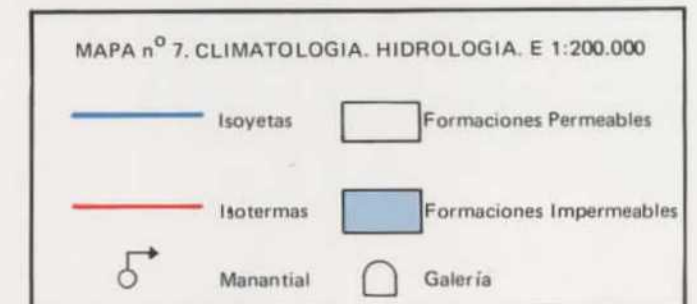 MAPA nº 7. CLIMATOLOGIA. HIDROLOGIA. E 1:200.000
Isoyetas Formaciones Permeables
Isotermas Formaciones Impermeables
Manantial Galería